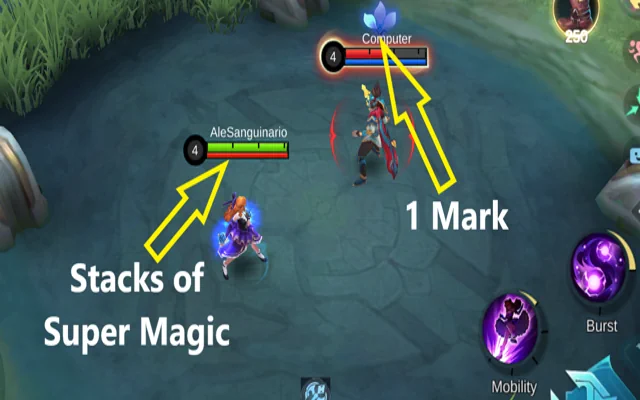 250
Computer
4
AleSanguinario
4
1 Mark
Stacks of
Super Magic
Burst
Mobility